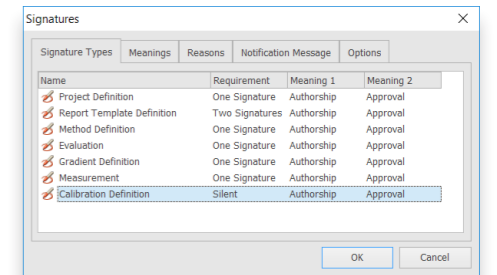 Signatures
Signature Types Meanings Reasons Notification Message Options
Name Requirement Meaning 1 Meaning 2
Project Definition One Signature Authorship Approval
Report Template Definition Two Signatures Authorship Approval
Method Definition One Signature Authorship Approval
Evaluation One Signature Authorship Approval
Gradient Definition One Signature Authorship Approval
Measurement One Signature Authorship Approval
Calibration Definition Silent Authorship Approval
OK Cancel